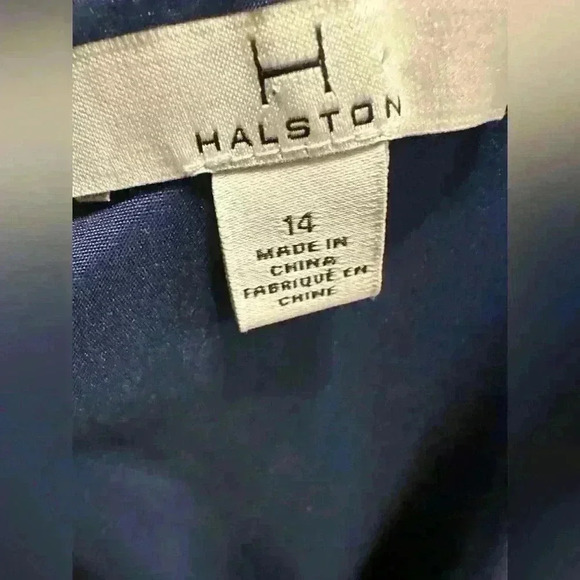 H
HALSTON
14
MADE IN
CHINA
FABRIQUÉ EN
CHINE